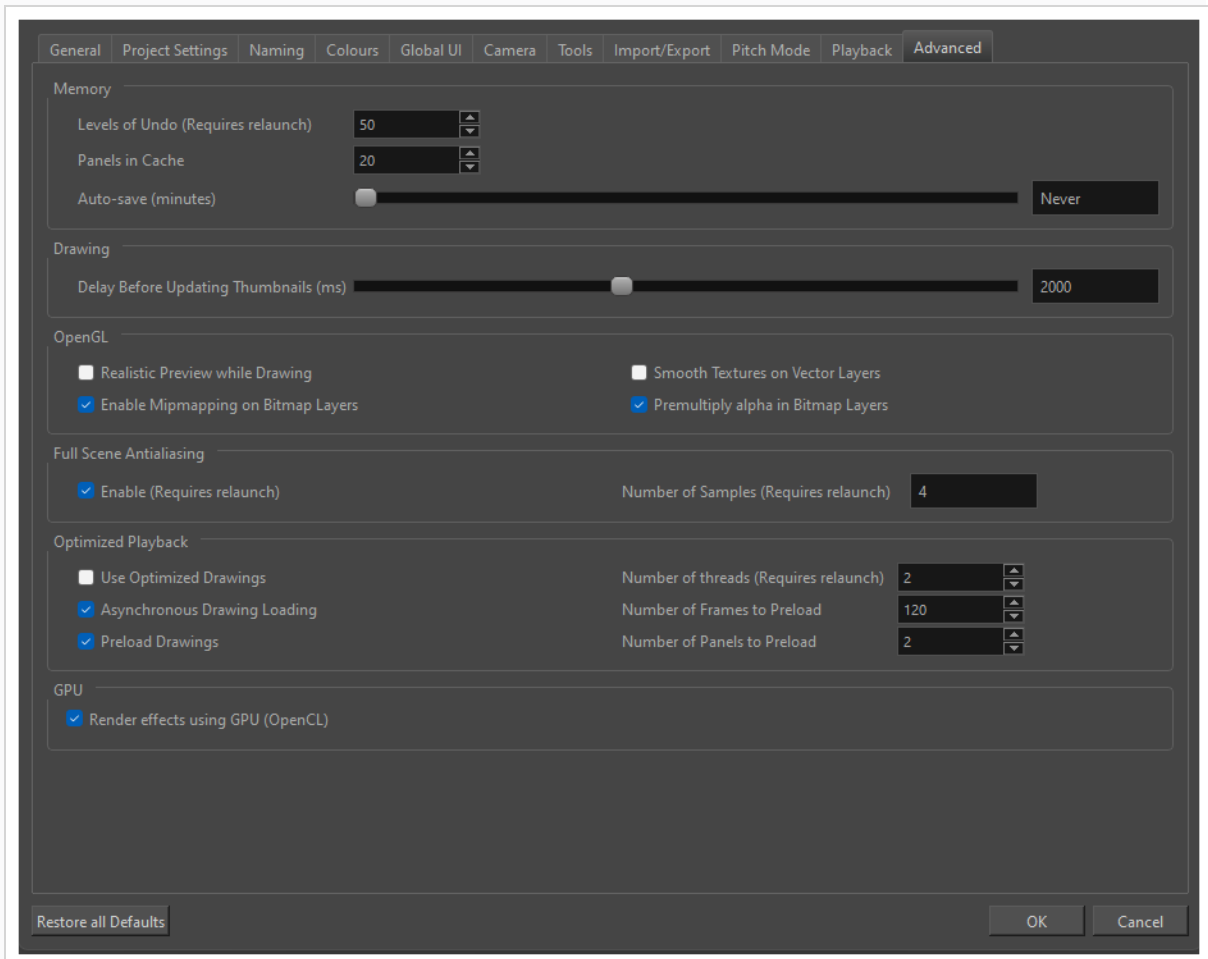 General Project Settings Naming Colours Global UI Camera Tools Import/Export Pitch Mode Playback Advanced
Memory
Levels of Undo (Requires relaunch) 50
Panels in Cache 20
Auto-save (minutes) Never
Drawing
Delay Before Updating Thumbnails (ms) 2000
OpenGL
Realistic Preview while Drawing Smooth Textures on Vector Layers
Enable Mipmapping on Bitmap Layers Premultiply alpha in Bitmap Layers
Full Scene Antialiasing
Enable (Requires relaunch) Number of Samples (Requires relaunch) 4
Optimized Playback
Use Optimized Drawings Number of threads (Requires relaunch) 2
Asynchronous Drawing Loading Number of Frames to Preload 120
Preload Drawings Number of Panels to Preload 2
GPU
Render effects using GPU (OpenCL)
Restore all Defaults OK Cancel